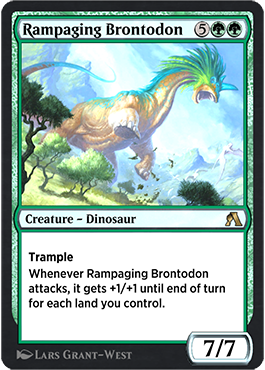 Rampaging Brontodon 5
Creature – Dinosaur
Trample
Whenever Rampaging Brontodon
attacks, it gets +1/+1 until end of turn
for each land you control.
Lars Grant-West
7/7